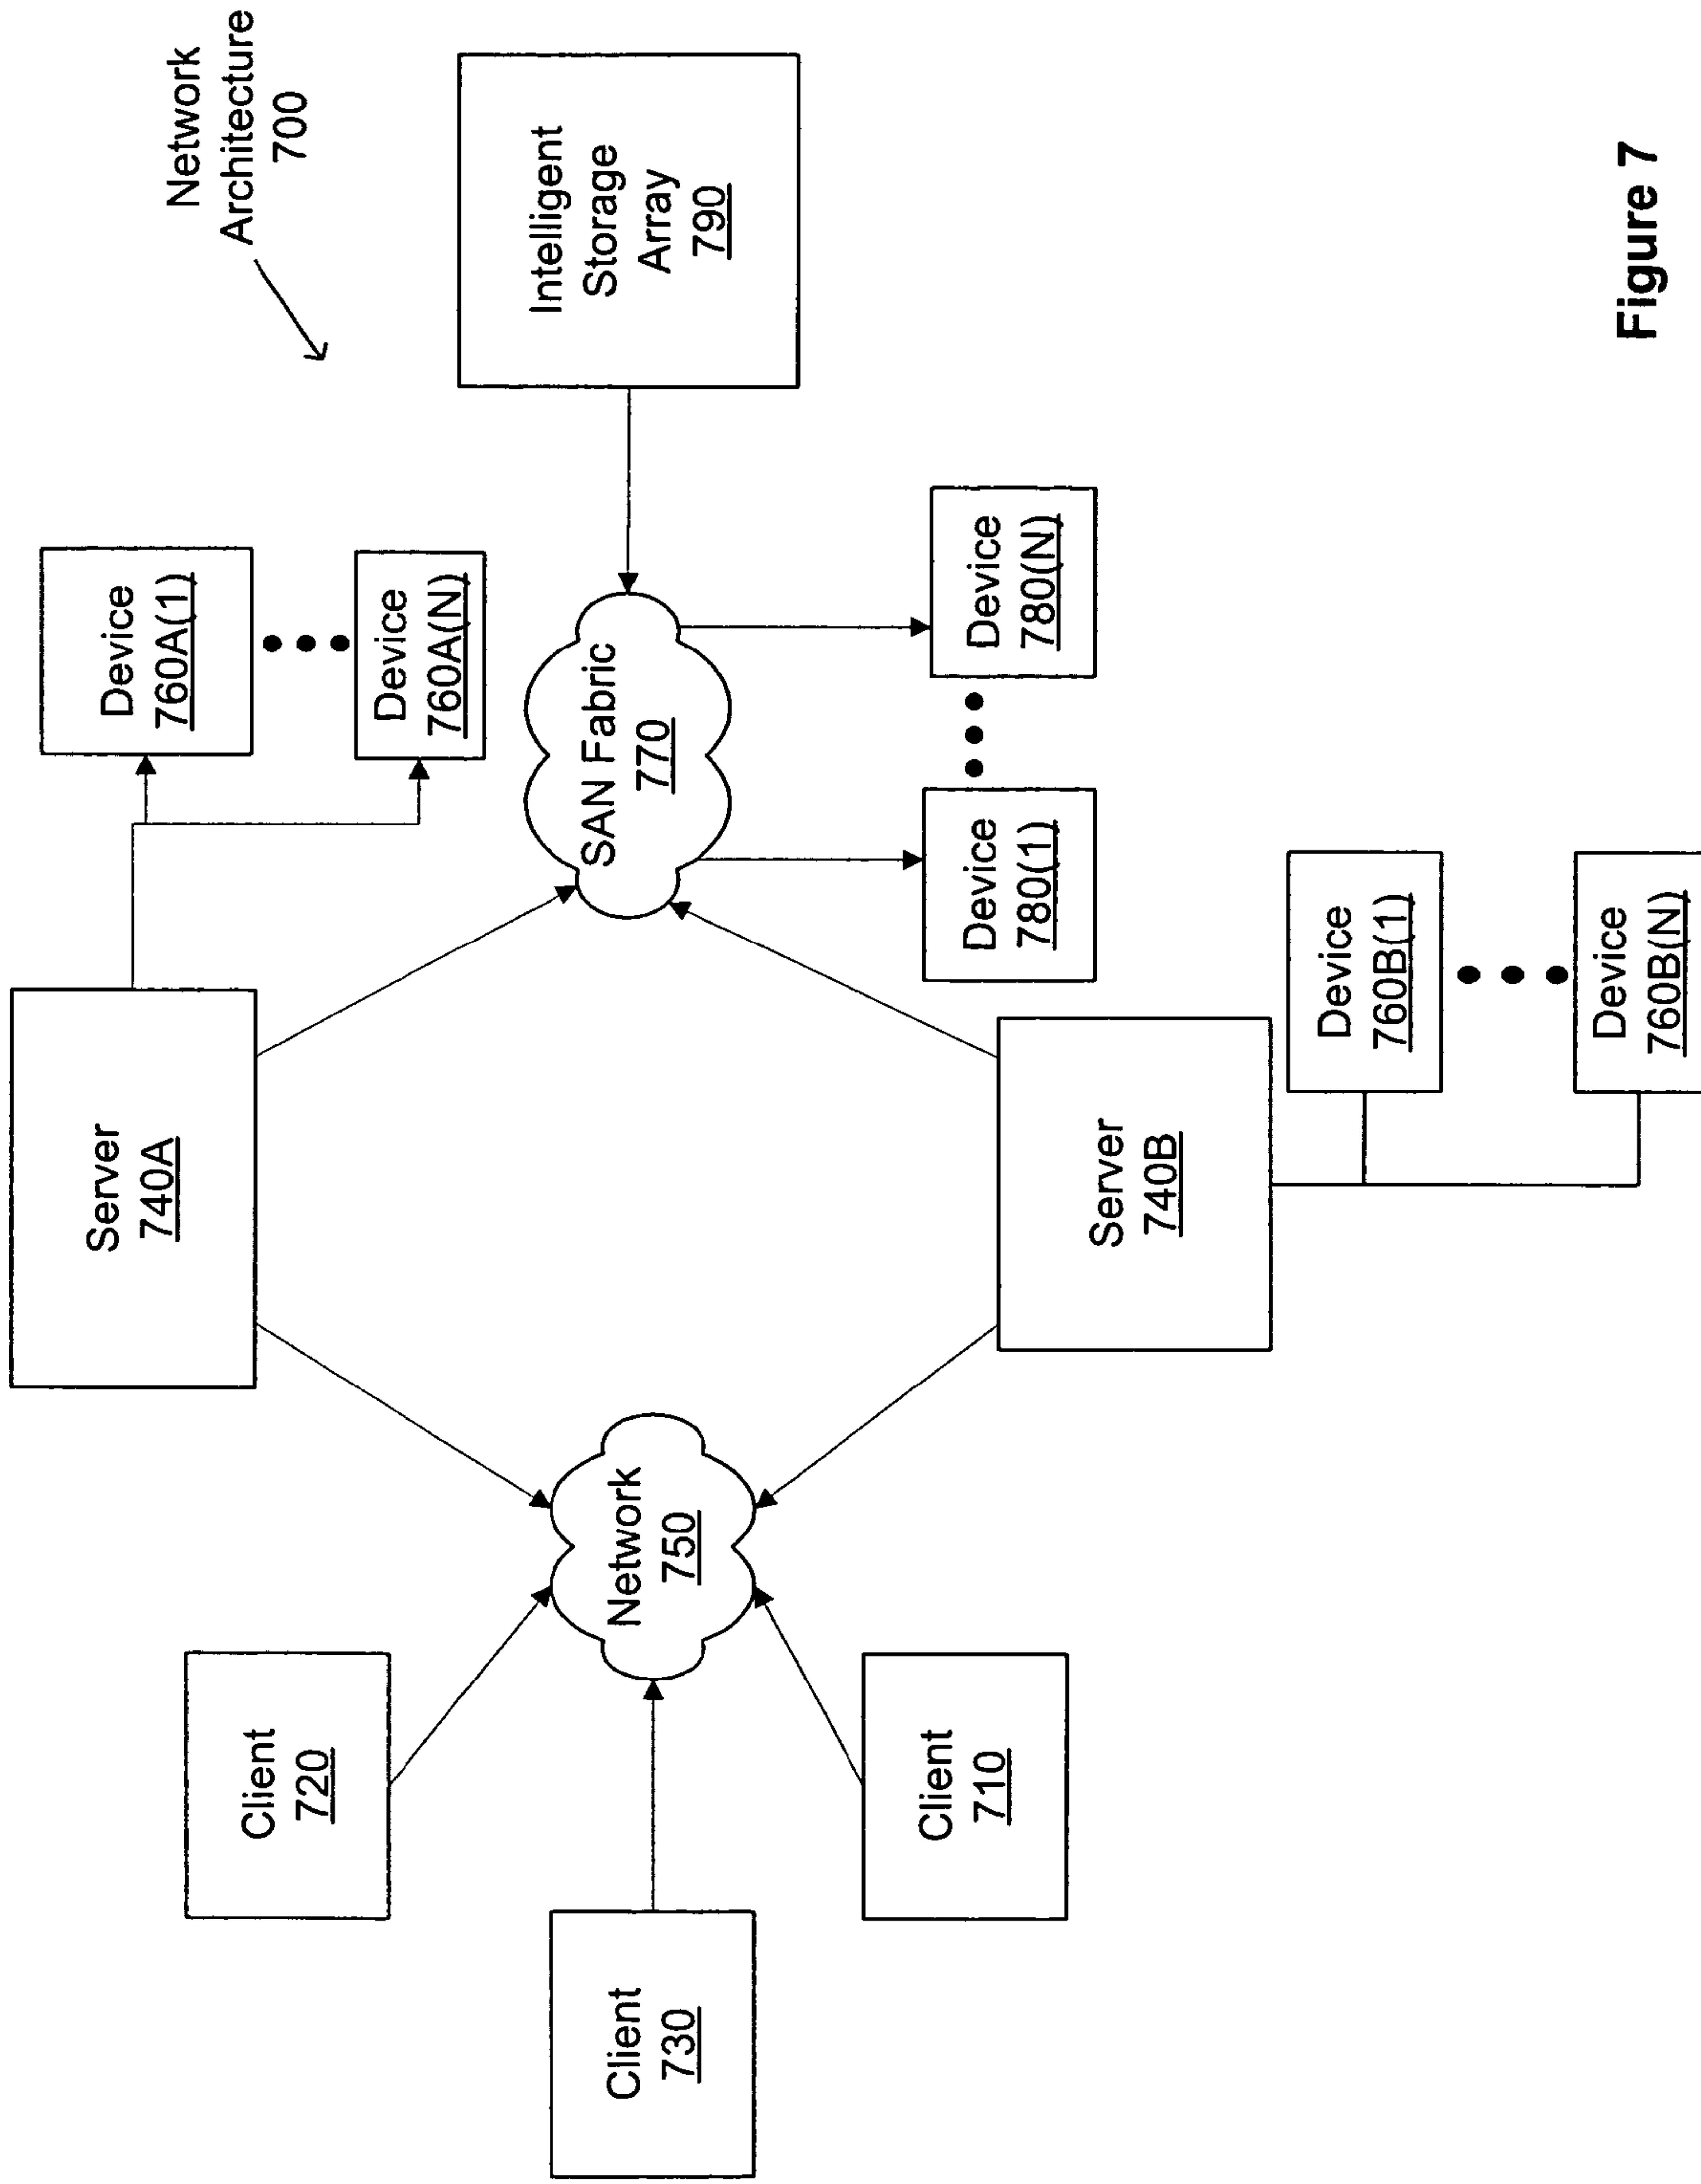 Network
Architecture
700
Client
720
Client
730
Client
710
Network
750
Server
740A
Server
740B
Device
760A(1)
Device
760A(N)
SAN Fabric
770
Intelligent
Storage
Array
790
Device
780(1)
Device
780(N)
Device
760B(1)
Device
760B(N)
Figure 7